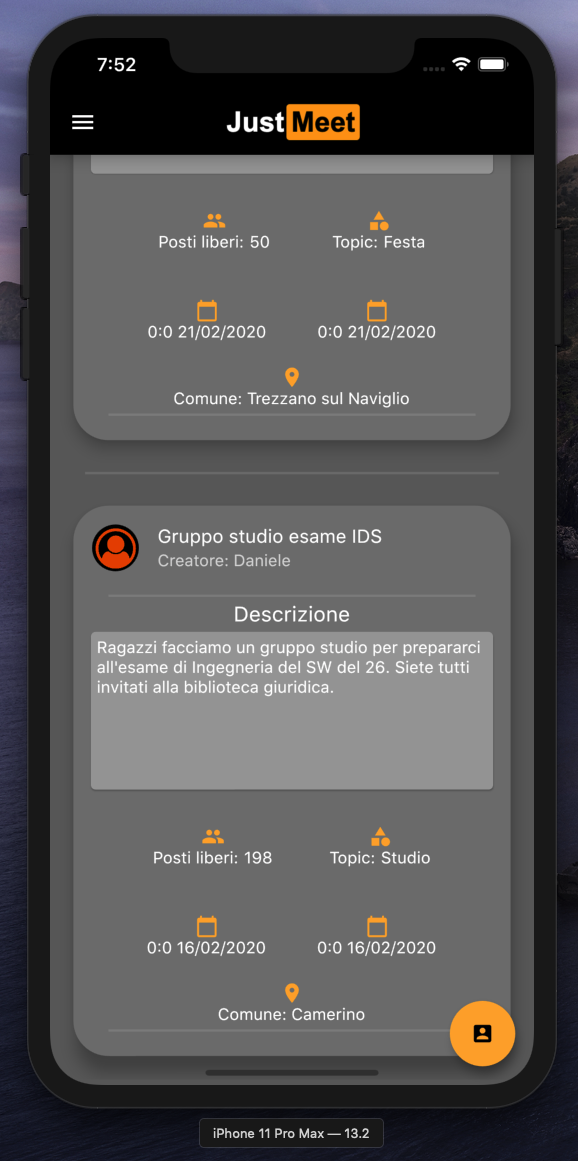 7:52
JustMeet
Posti liberi: 50
Topic: Festa
0:0 21/02/2020
0:0 21/02/2020
Comune: Trezzano sul Naviglio
Gruppo studio esame IDS
Creatore: Daniele
Descrizione
Ragazzi facciamo un gruppo studio per prepararci
all'esame di Ingegneria del SW del 26. Siete tutti
invitati alla biblioteca giuridica.
Posti liberi: 198
Topic: Studio
0:0 16/02/2020
0:0 16/02/2020
Comune: Camerino
iPhone 11 Pro Max — 13.2